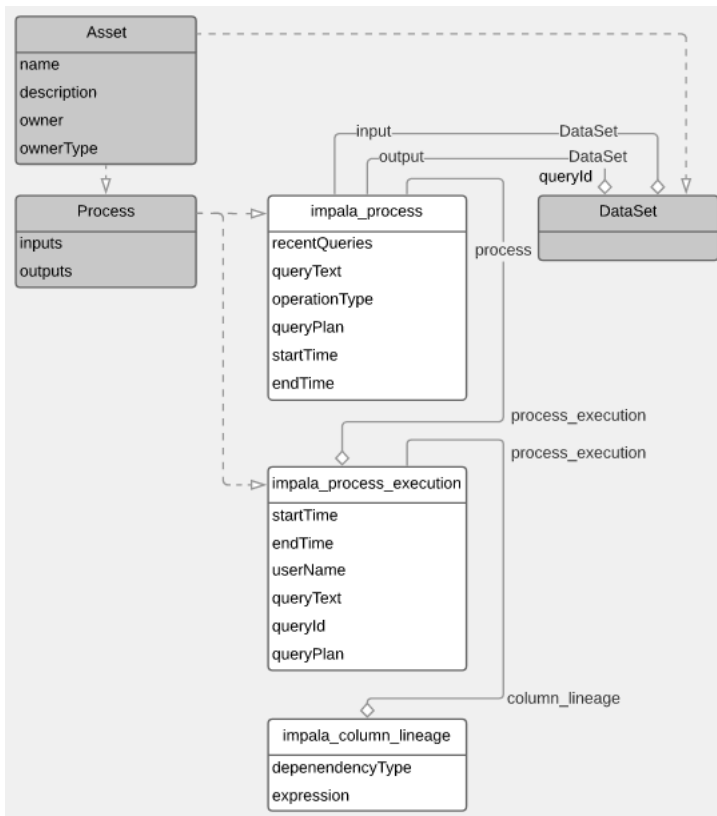 Asset
name
description
owner
ownerType
input
DataSet
output
DataSet
queryId
Process
inputs
outputs
impala_process
recentQueries
queryText
operationType
queryPlan
startTime
endTime
DataSet
process
process_execution
process_execution
impala_process_execution
startTime
endTime
userName
queryText
queryId
queryPlan
column_lineage
impala_column_lineage
depenendencyType
expression